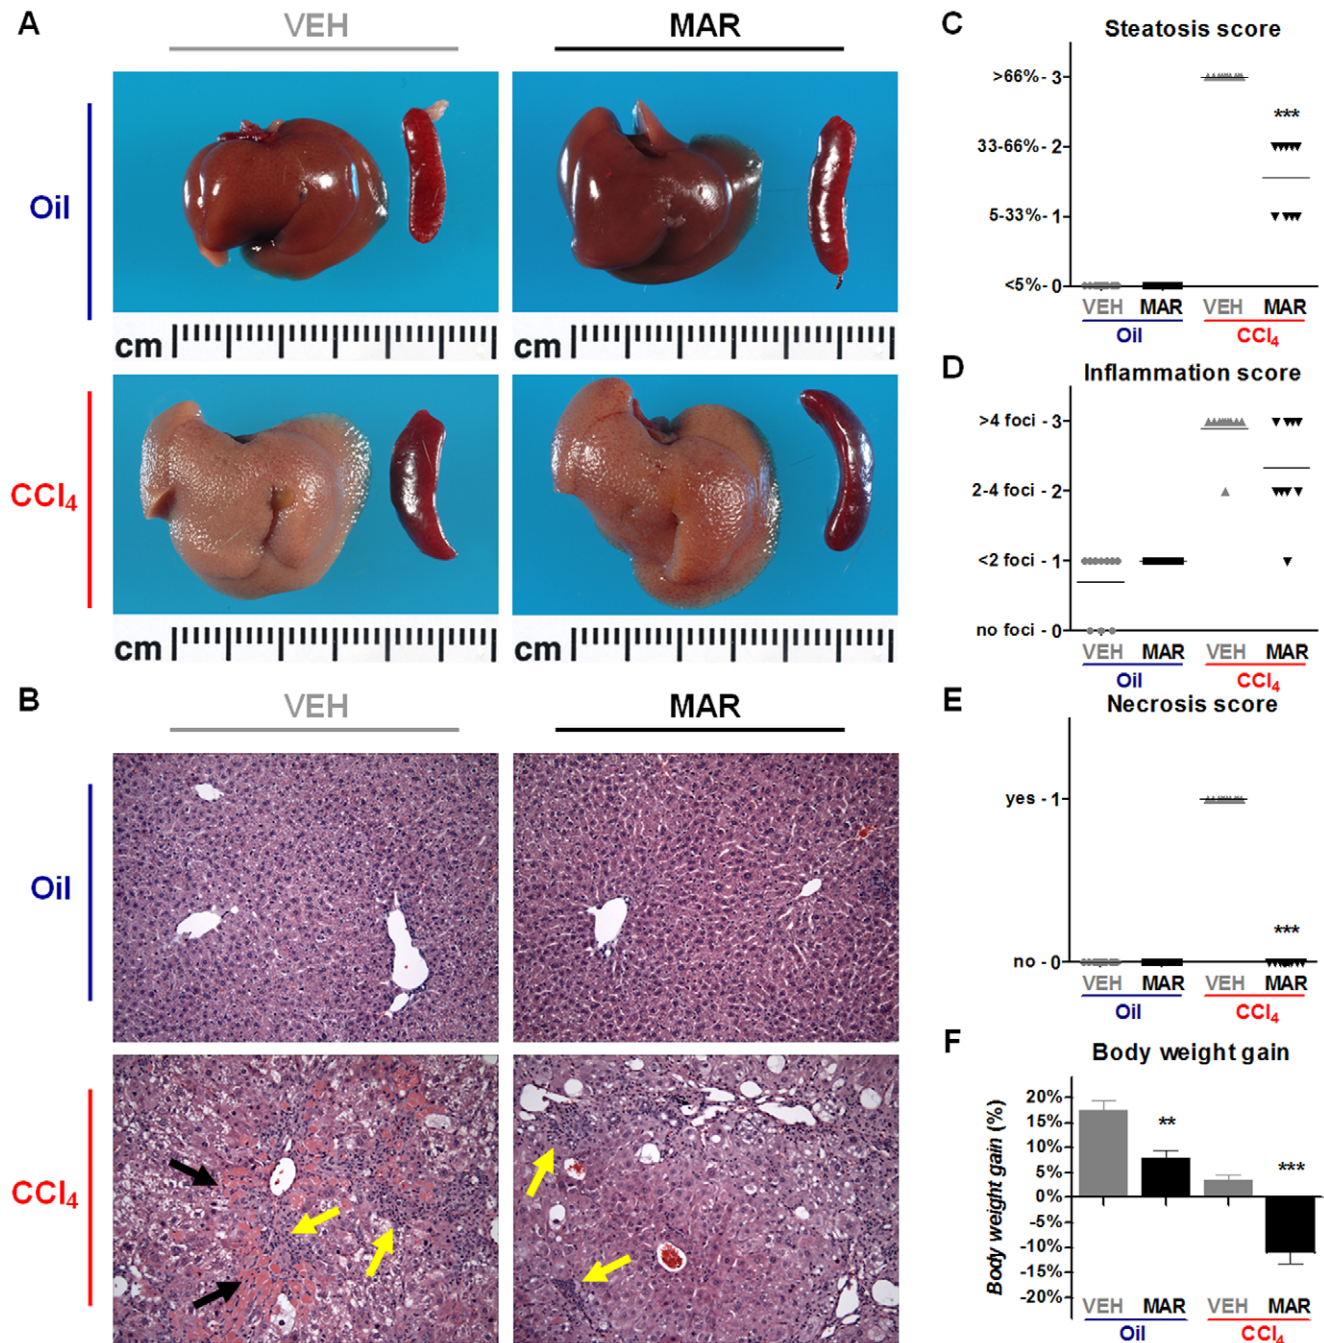 A
VEH
MAR
Oil
cm
cm
CCl4
cm
cm
B
VEH
MAR
Oil
CCl4
C
Steatosis score
>66%- 3
33-66%- 2
***
5-33%- 1
<5%- 0
VEH MAR VEH MAR
Oil CCl4
D
Inflammation score
>4 foci - 3
2-4 foci - 2
<2 foci - 1
no foci - 0
VEH MAR VEH MAR
Oil CCl4
E
Necrosis score
yes - 1
***
no - 0
VEH MAR VEH MAR
Oil CCl4
F
Body weight gain
Body weight gain (%)
20%
15%
**
10%
5%
***
0%
-5%
-10%
-15%
-20%
VEH MAR VEH MAR
Oil CCl4